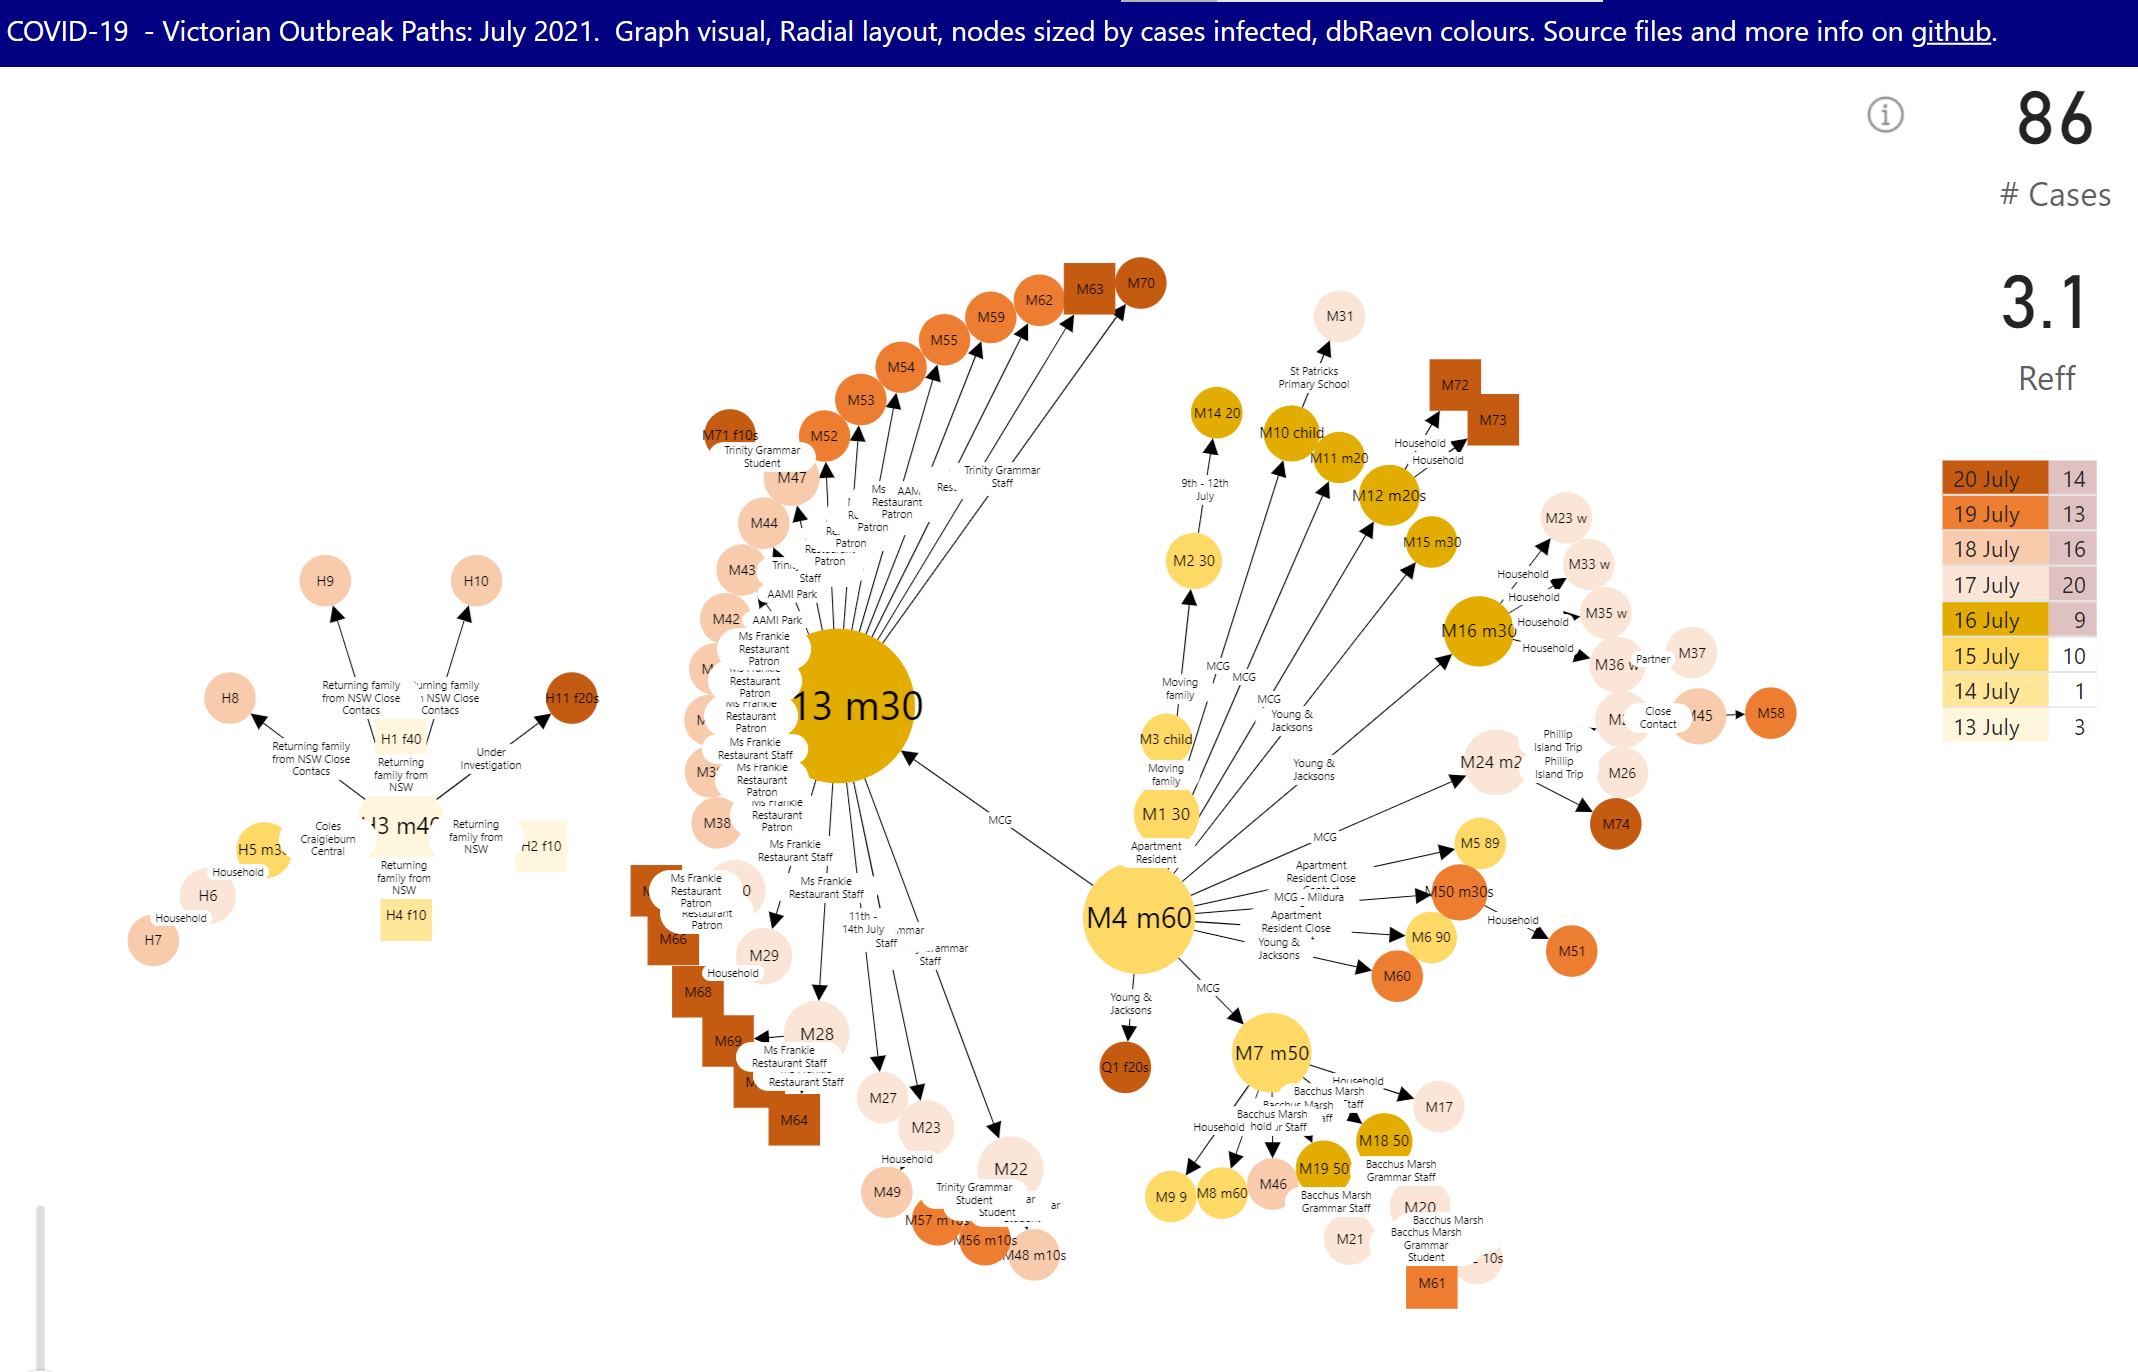 COVID-19 - Victorian Outbreak Paths: July 2021. Graph visual, Radial layout, nodes sized by cases infected, dbRaevn colours. Source files and more info on github.
86
# Cases
3.1
Reff
20 July 14
19 July 13
18 July 16
17 July 20
16 July 9
15 July 10
14 July 1
13 July 3
H9
H10
H8
H11 f20s
Returning family
from NSW Close
Contacs
NSW Close
Contacs
H1 f40
Returning family
from NSW Close
Contacs
Returning
family from
NSW
Under
Investigation
H3 m40
Coles
Craigieburn
Central
Returning
family from
NSW
H2 f10
H5 m3
Household
H6
Household
H7
Returning
family from
NSW
H4 f10
M70
M63
M62
M59
M55
M54
M53
M52
M71 f10s
Trinity Grammar
Student
M47
M44
M43
M42
Trinity Grammar
Staff
Ms
Restaurant
Patron
Patron
Patron
Patron
Staff
AAMI Park
AAMI Park
Ms Frankie
Restaurant
Patron
Restaurant
Patron
Ms Frankie
Restaurant
Patron
Ms Frankie
Restaurant Staff
Ms Frankie
Restaurant
Patron
Ms Frankie
Restaurant
Patron
M38
13 m30
Ms Frankie
Restaurant Staff
Ms Frankie
Restaurant Staff
Ms Frankie
Restaurant
Patron
Restaurant
Patron
M66
M29
Household
M68
M69
M28
Ms Frankie
Restaurant Staff
Restaurant Staff
M64
11th -
14th July
Staff
Staff
M27
M23
M22
Household
M49
Trinity Grammar
Student
Student
M57 m10s
M56 m10s
M48 m10s
MCG
M31
St Patricks
Primary School
M14 20
M10 child
M11 m20
M12 m20s
M15 m30
M72
M73
Household
Household
9th - 12th
July
M2 30
Moving
family
M3 child
Moving
family
M1 30
Apartment
Resident
M4 m60
MCG
MCG
MCG
Young &
Jacksons
Young &
Jacksons
M16 m30
Household
Household
Household
Household
M23 w
M33 w
M35 w
M36 w
Partner
M37
Close
Contact
M45
M58
M24 m2
Phillip
Island Trip
Phillip
Island Trip
M26
M74
MCG
M5 89
Apartment
Resident Close
M50 m30s
MCG - Mildura
Household
M51
Apartment
Resident Close
M6 90
Young &
Jacksons
M60
Young &
Jacksons
Q1 f20s
MCG
M7 m50
Household
M17
Bacchus Marsh
Bacchus Marsh
Bacchus Marsh
Household
M18 50
M19 50
M46
M8 m60
M9 9
Bacchus Marsh
Grammar Staff
Bacchus Marsh
Grammar Staff
M20
M21
Bacchus Marsh
Bacchus Marsh
Grammar
Student
10s
M61